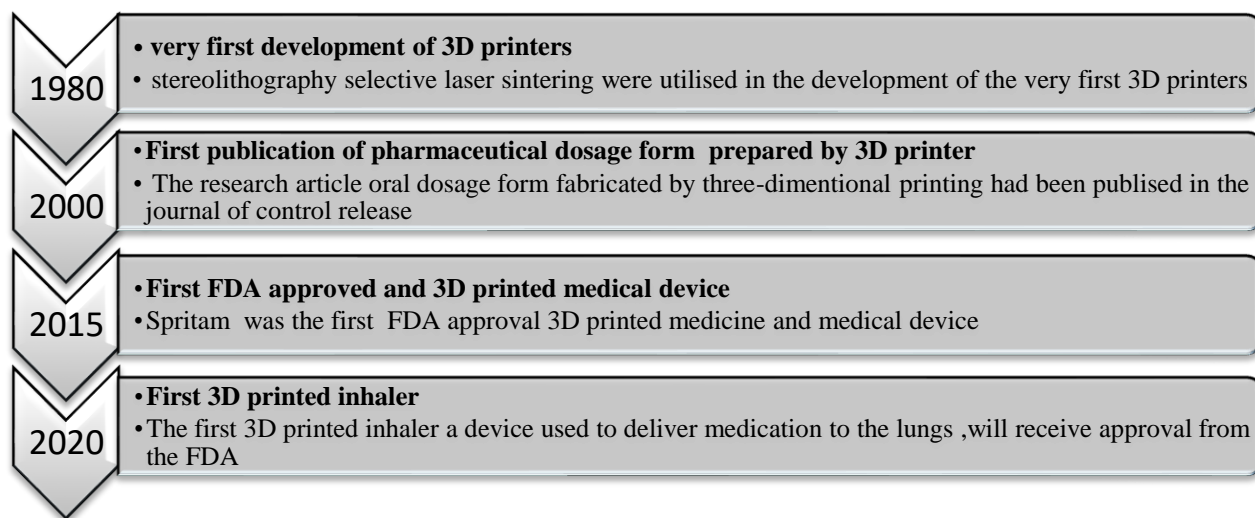 1980
• very first development of 3D printers
• stereolithography selective laser sintering were utilised in the development of the very first 3D printers
2000
•First publication of pharmaceutical dosage form prepared by 3D printer
• The research article oral dosage form fabricated by three-dimentional printing had been publised in the
journal of control release
2015
•First FDA approved and 3D printed medical device
•Spritam was the first FDA approval 3D printed medicine and medical device
2020
•First 3D printed inhaler
•The first 3D printed inhaler a device used to deliver medication to the lungs ,will receive approval from
the FDA